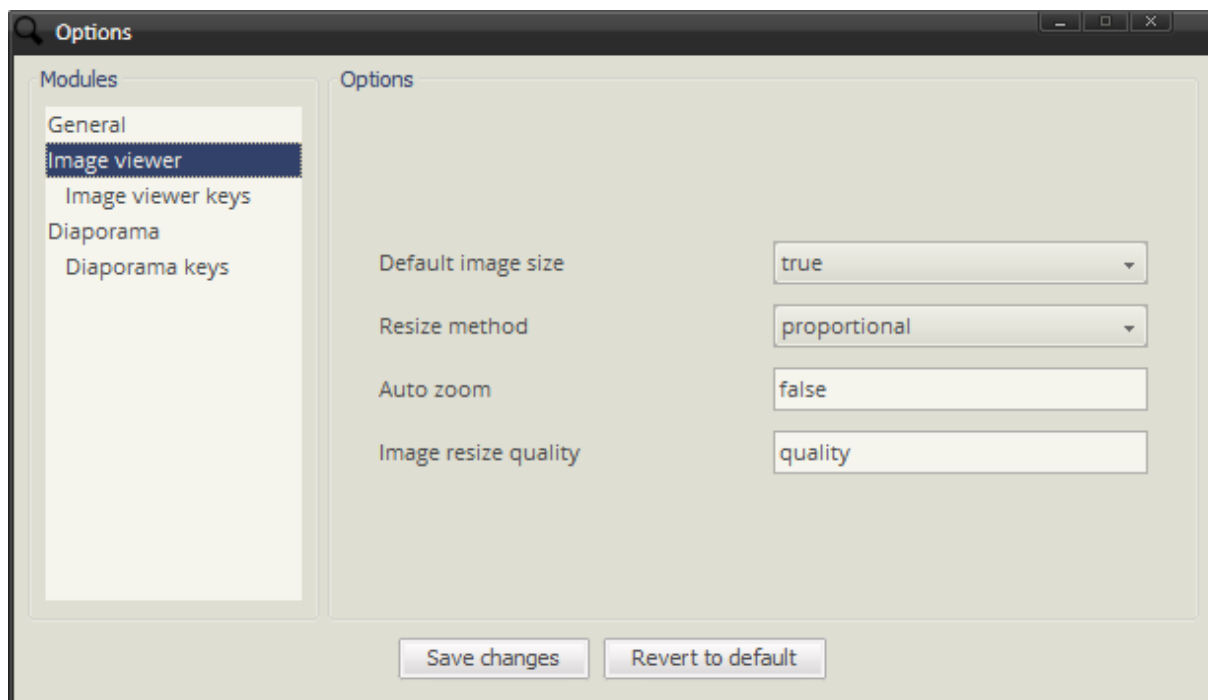 Options
Modules
General
Image viewer
Image viewer keys
Diaporama
Diaporama keys
Options
Default image size true
Resize method proportional
Auto zoom false
Image resize quality quality
Save changes Revert to default